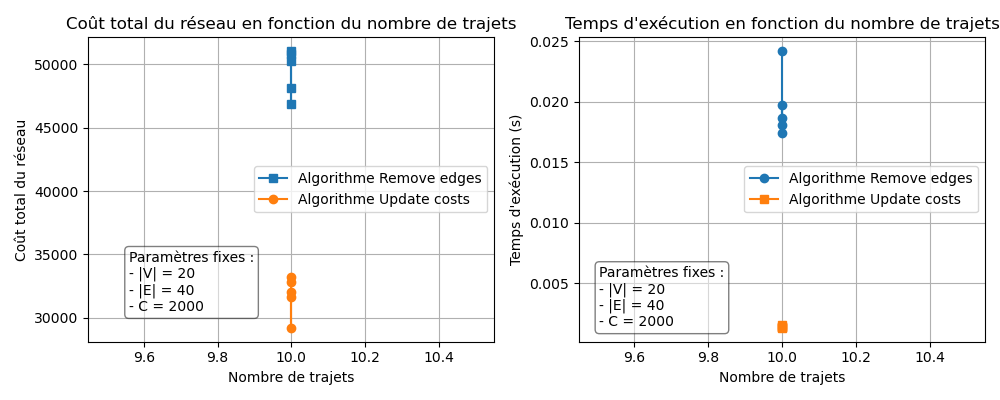 Coût total du réseau en fonction du nombre de trajets
Coût total du réseau
50000
45000
40000
35000
30000
Algorithme Remove edges
Algorithme Update costs
Paramètres fixes :
- |V| = 20
- |E| = 40
- C = 2000
9.6
9.8
10.0
10.2
10.4
Nombre de trajets
Temps d'exécution en fonction du nombre de trajets
Temps d'exécution (s)
0.025
0.020
0.015
0.010
0.005
Algorithme Remove edges
Algorithme Update costs
Paramètres fixes :
- |V| = 20
- |E| = 40
- C = 2000
9.6
9.8
10.0
10.2
10.4
Nombre de trajets